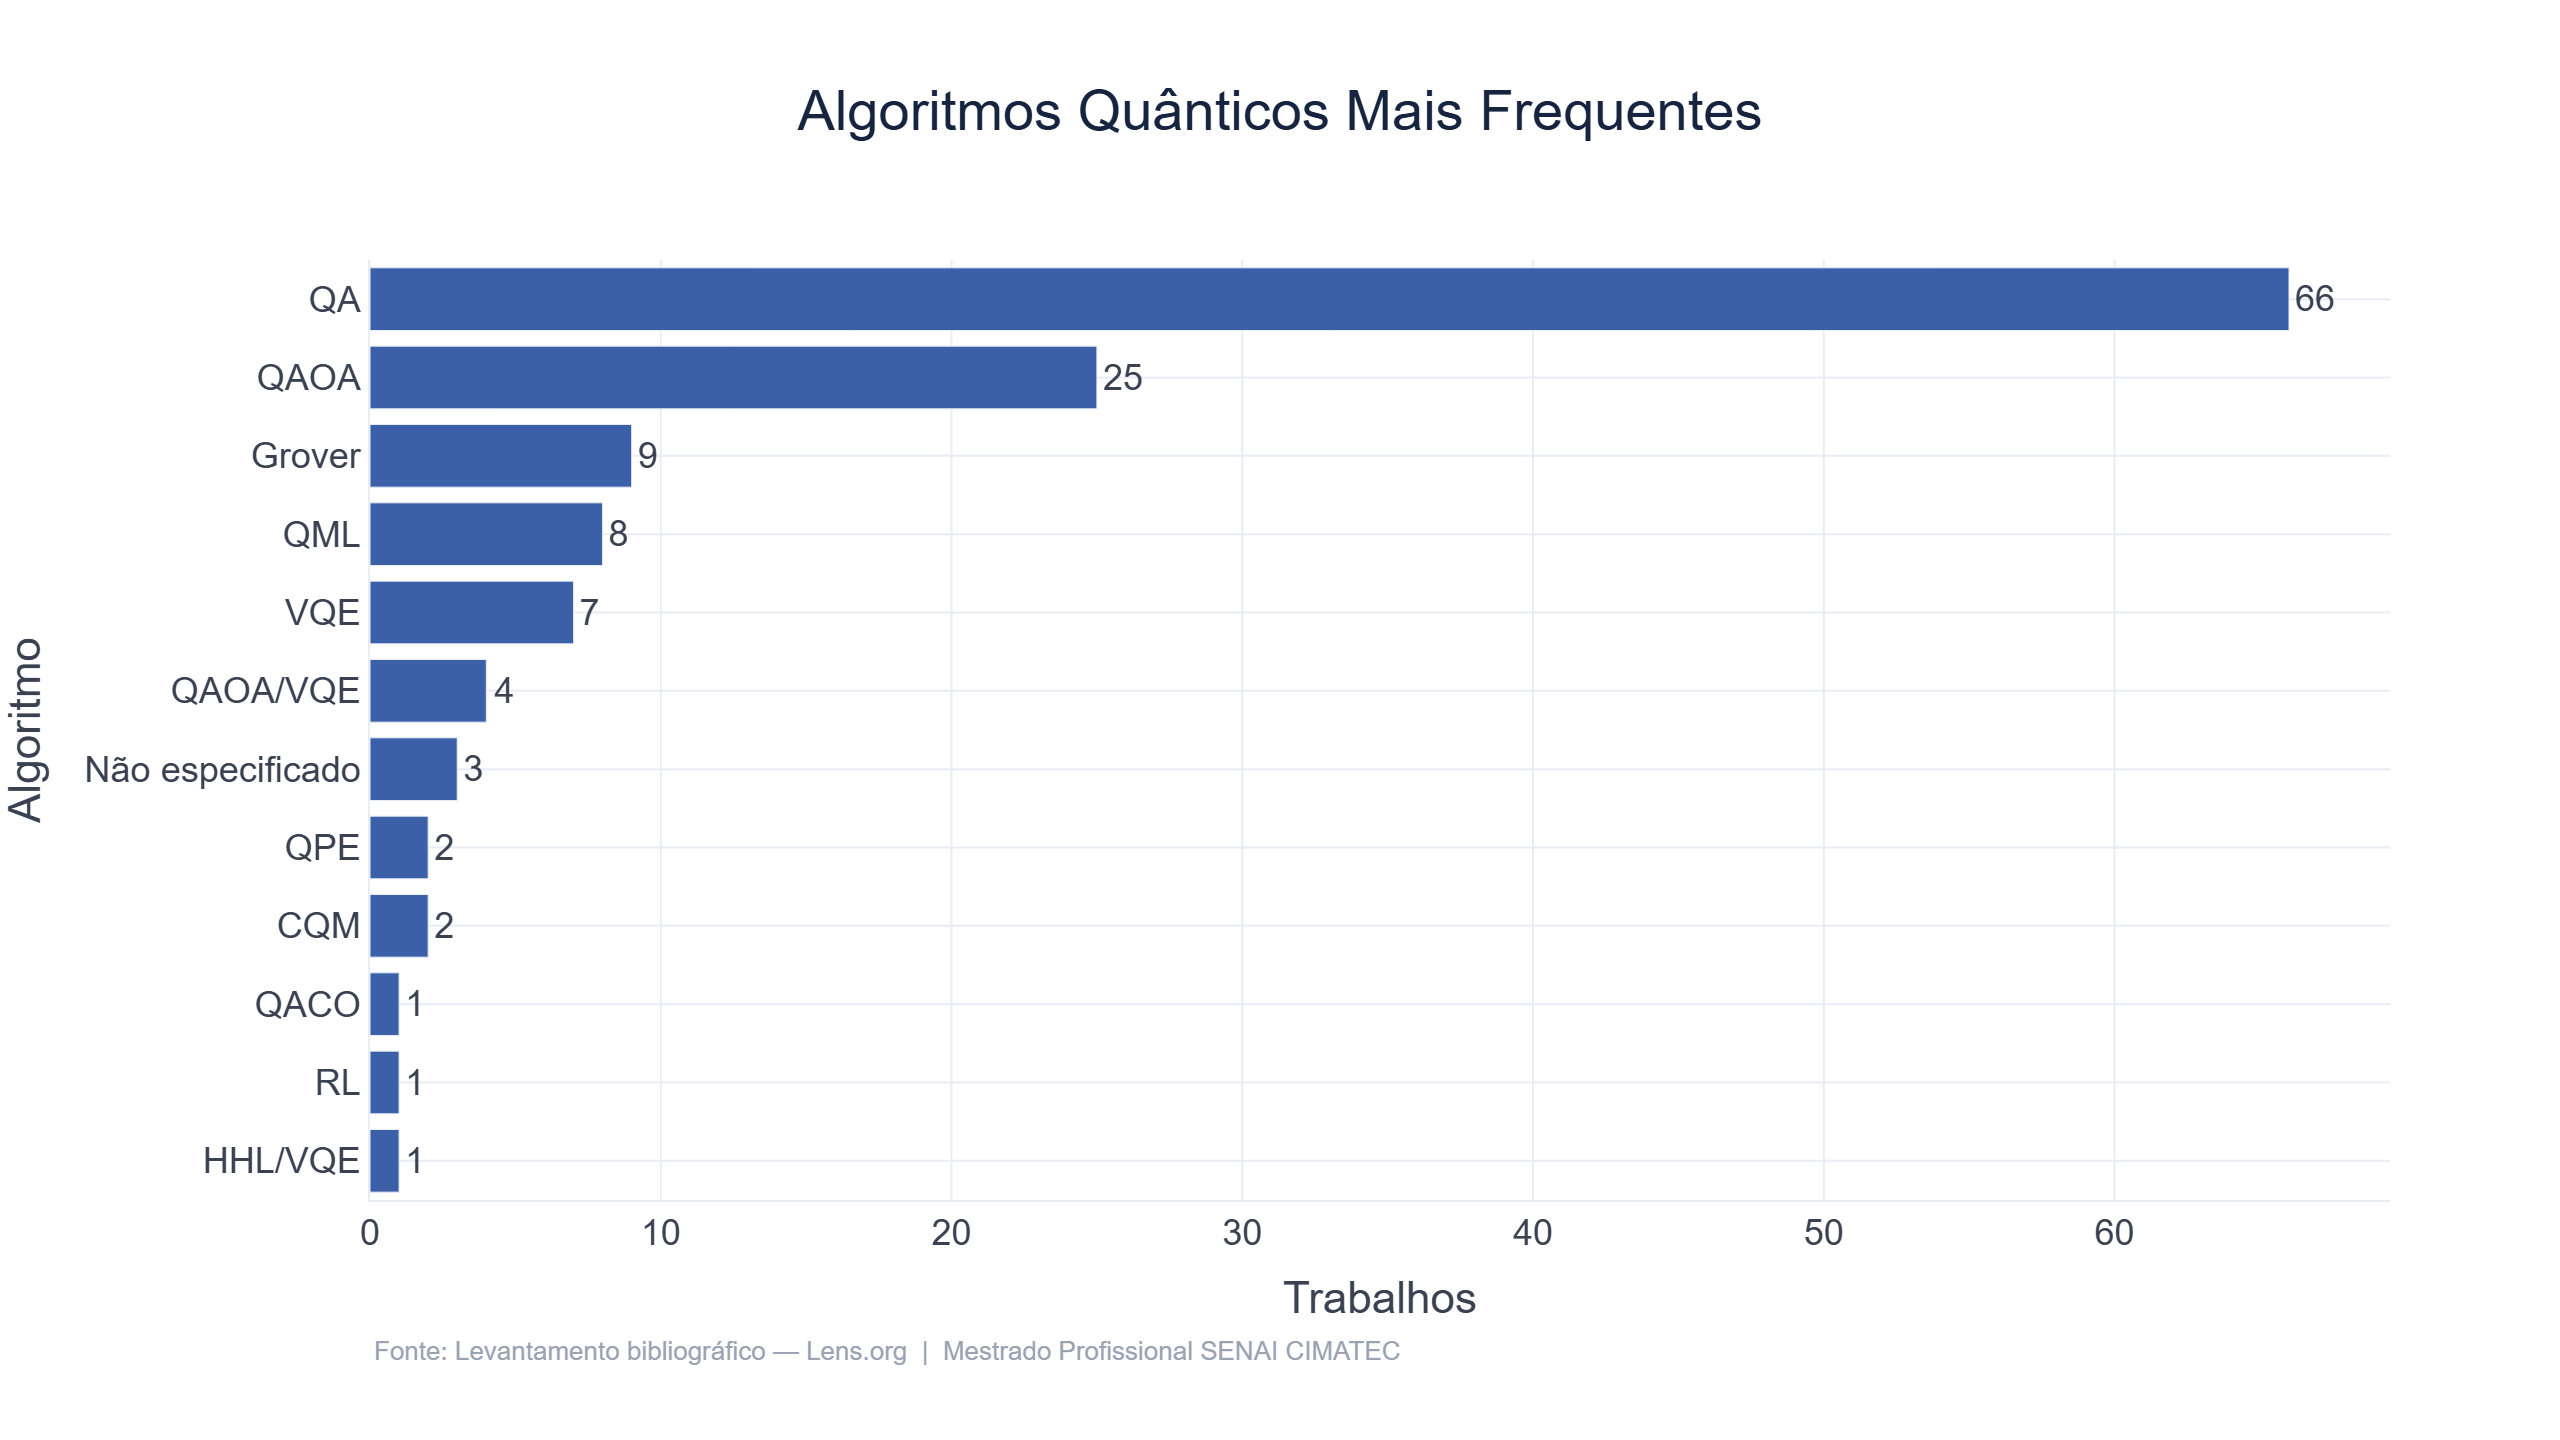 Algoritmos Quânticos Mais Frequentes
Algoritmo
QA 66
QAOA 25
Grover 9
QML 8
VQE 7
QAOA/VQE 4
Não especificado 3
QPE 2
CQM 2
QACO 1
RL 1
HHL/VQE 1
0 10 20 30 40 50 60
Trabalhos
Fonte: Levantamento bibliográfico — Lens.org | Mestrado Profissional SENAI CIMATEC